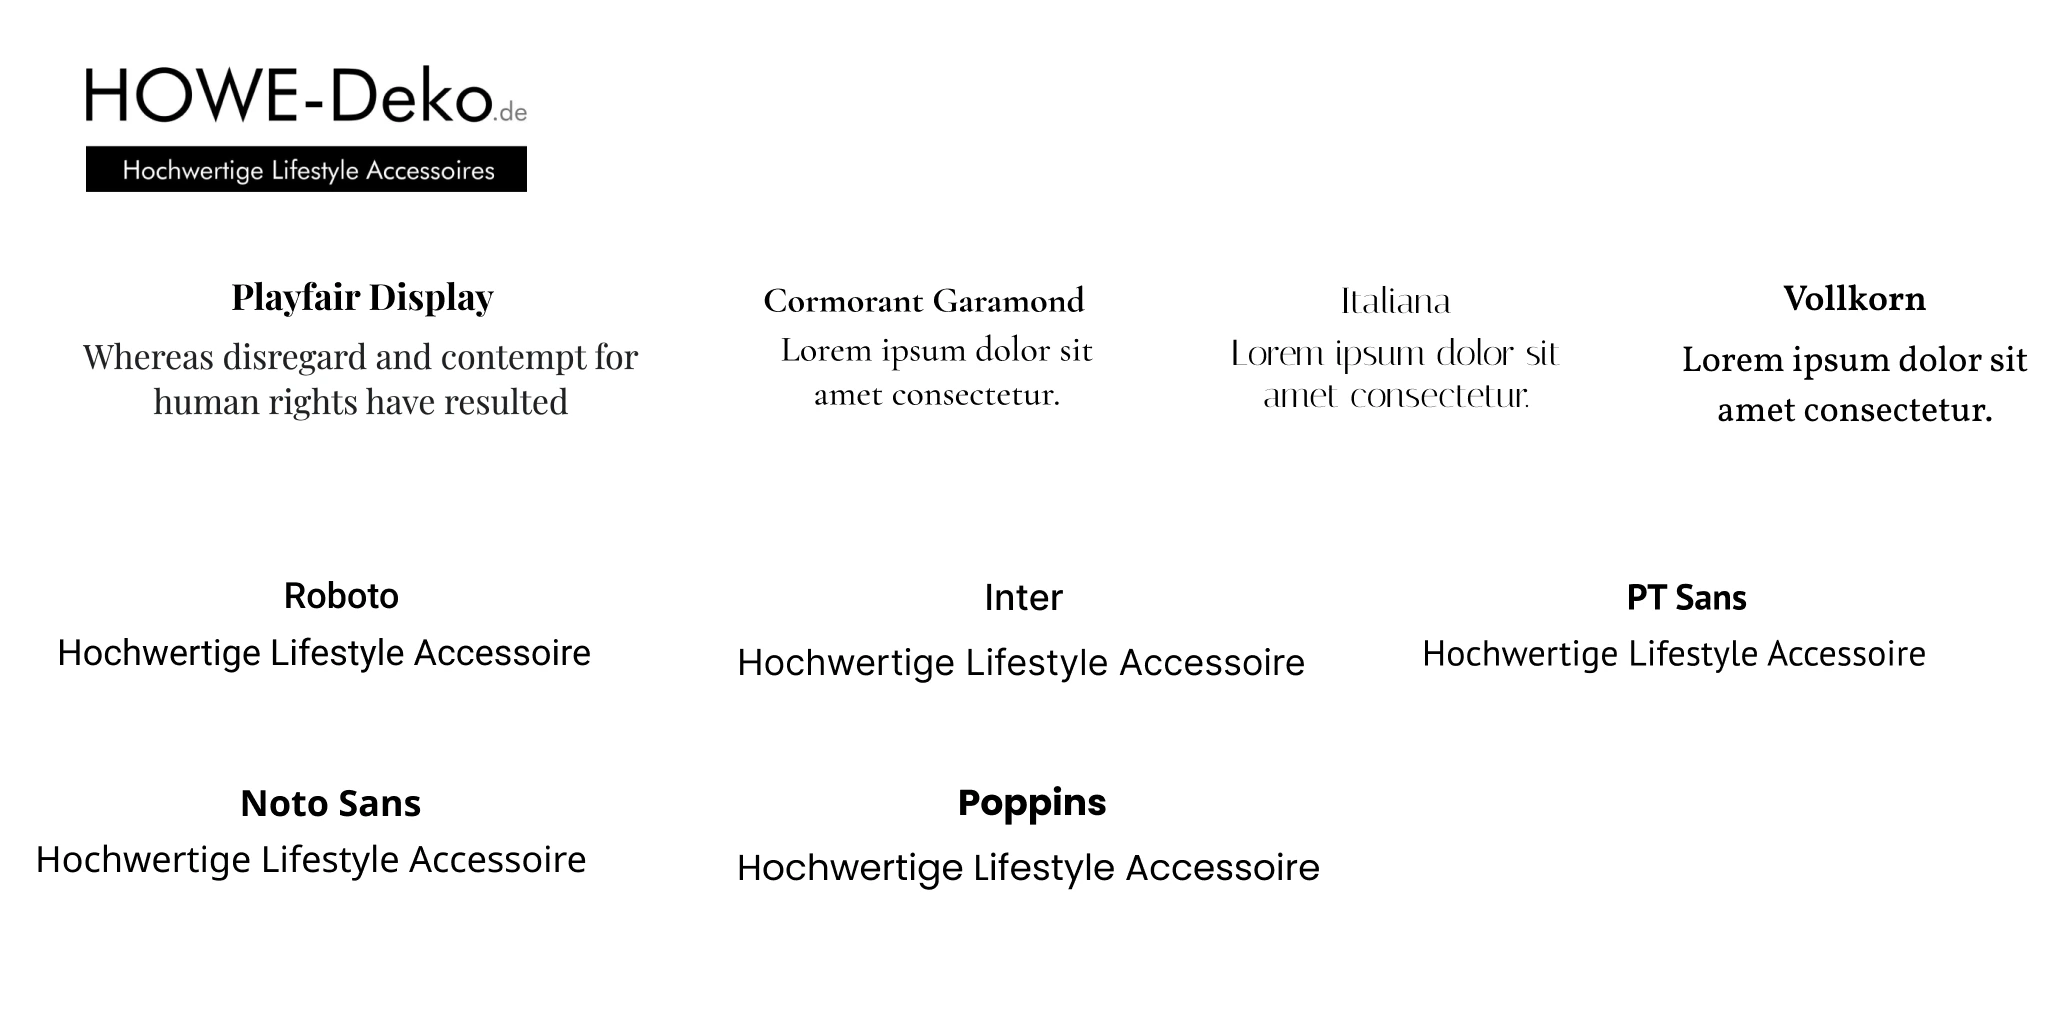 HOWE-Deko.de
Hochwertige Lifestyle Accessoires
Playfair Display
Whereas disregard and contempt for
human rights have resulted
Cormorant Garamond
Lorem ipsum dolor sit
amet consectetur.
Italiana
Lorem ipsum dolor sit
amet consectetur.
Vollkorn
Lorem ipsum dolor sit
amet consectetur.
Roboto
Hochwertige Lifestyle Accessoire
Inter
Hochwertige Lifestyle Accessoire
PT Sans
Hochwertige Lifestyle Accessoire
Noto Sans
Hochwertige Lifestyle Accessoire
Poppins
Hochwertige Lifestyle Accessoire